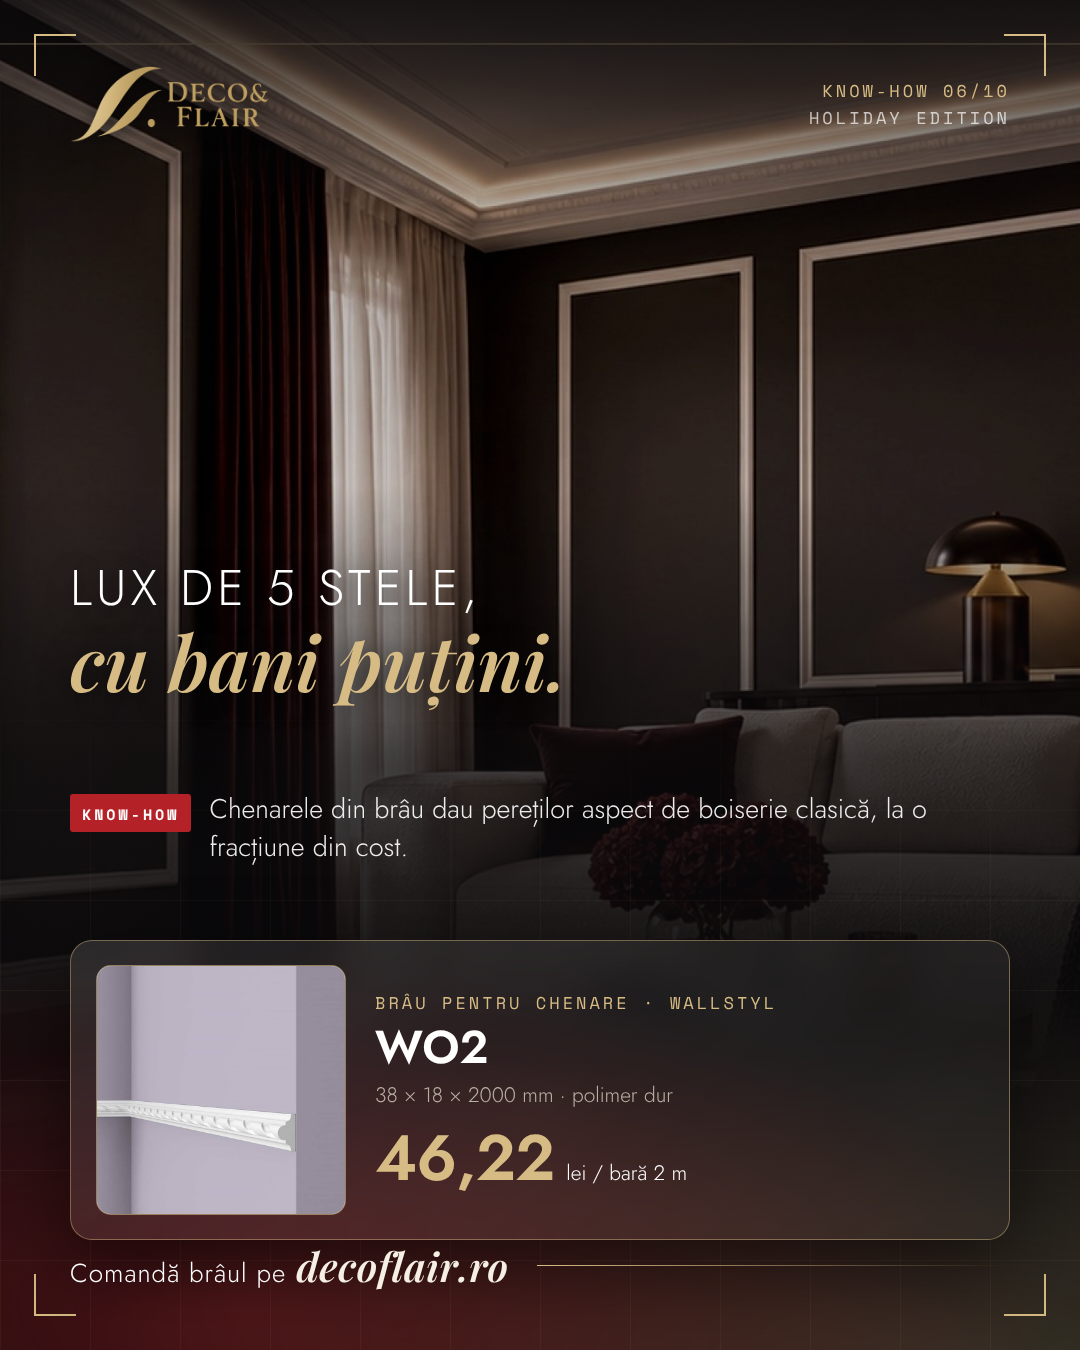 DECO&
FLAIR
KNOW-HOW 06/10
HOLIDAY EDITION
LUX DE 5 STELE,
cu bani puțini.
KNOW-HOW
Chenarele din brâu dau pereților aspect de boiserie clasică, la o
fracțiune din cost.
BRÂU PENTRU CHENARE · WALLSTYL
WO2
38 × 18 × 2000 mm · polimer dur
46,22 lei / bară 2 m
Comandă brâul pe decoflair.ro